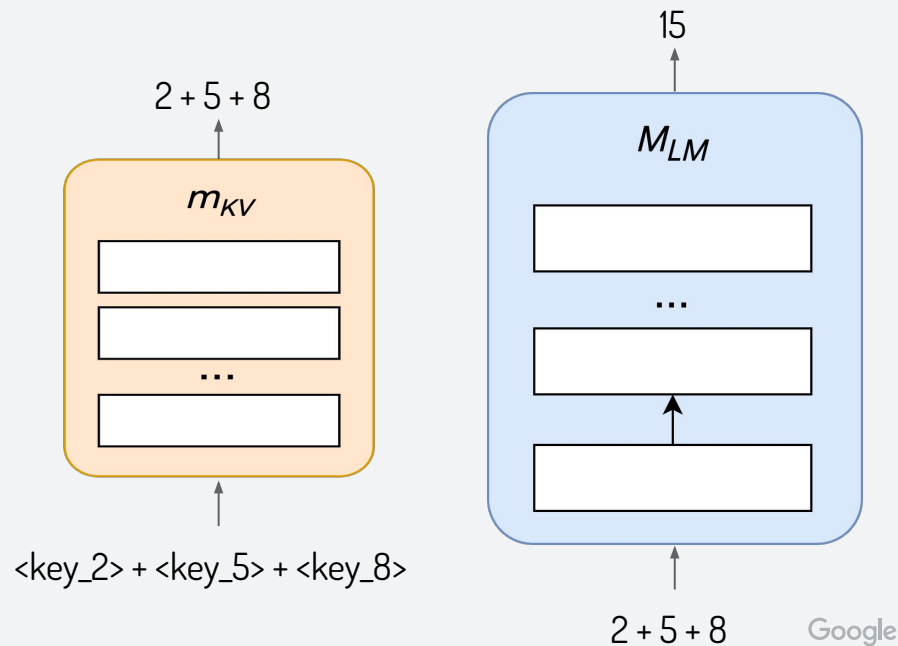 2 + 5 + 8
m_KV
...
<key_2> + <key_5> + <key_8>
15
M_LM
...
2 + 5 + 8
Google